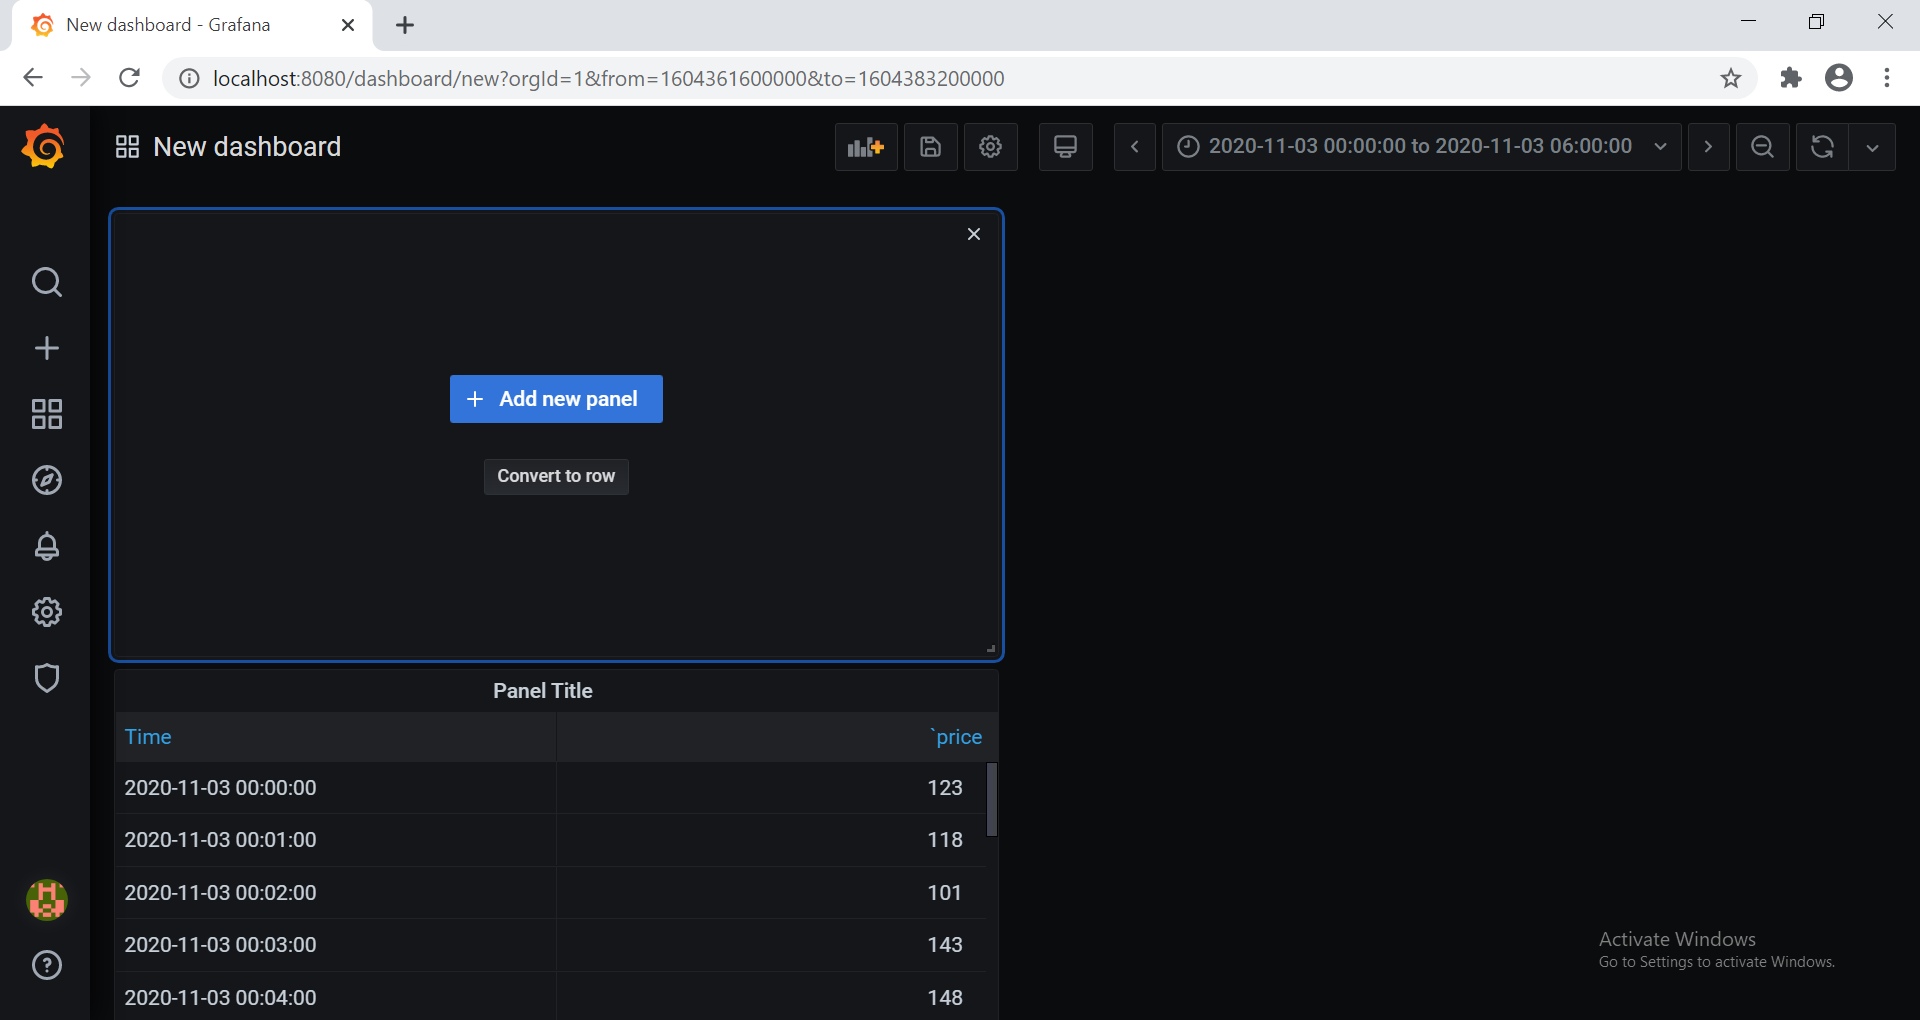 New dashboard - Grafana
localhost:8080/dashboard/new?orgId=1&from=1604361600000&to=1604383200000
New dashboard
2020-11-03 00:00:00 to 2020-11-03 06:00:00
+ Add new panel
Convert to row
Panel Title
Time `price
2020-11-03 00:00:00 123
2020-11-03 00:01:00 118
2020-11-03 00:02:00 101
2020-11-03 00:03:00 143
2020-11-03 00:04:00 148
Activate Windows
Go to Settings to activate Windows.